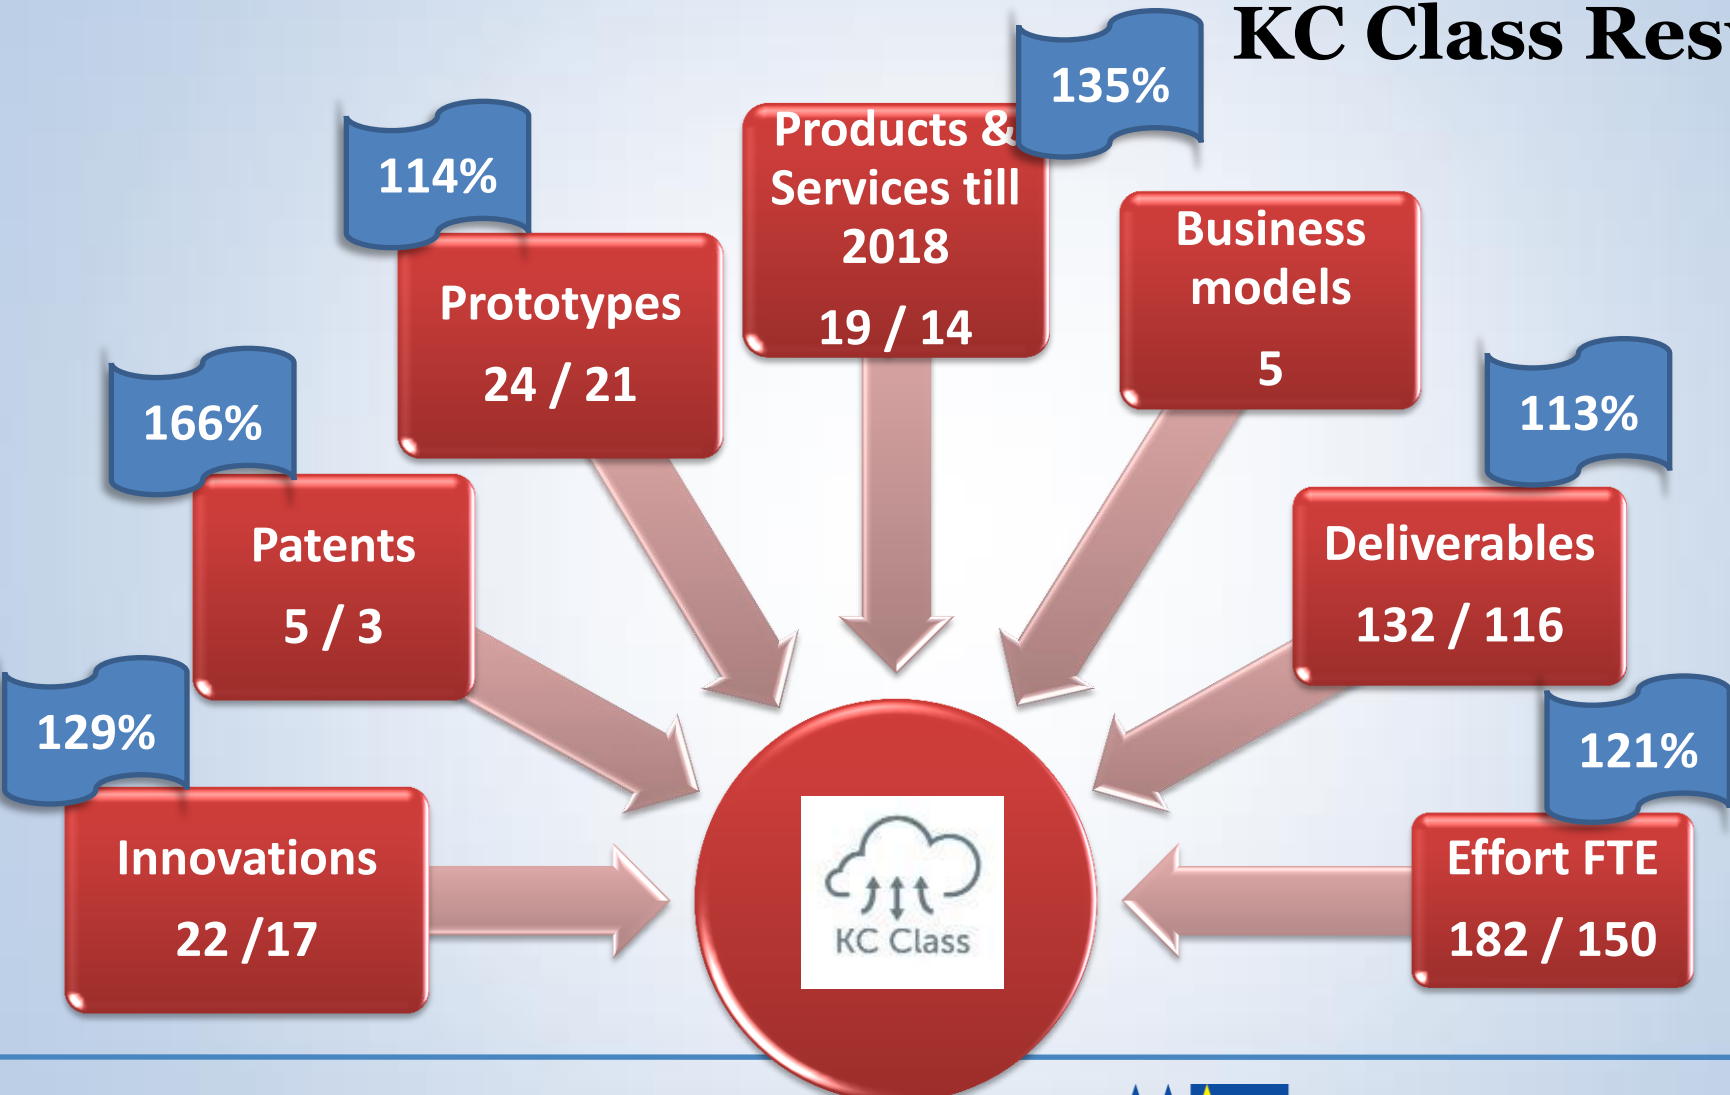 KC Class
135%
Products &
Services till
2018
19 / 14
114%
Prototypes
24 / 21
Business
models
5
166%
Patents
5 / 3
113%
Deliverables
132 / 116
129%
Innovations
22 /17
121%
Effort FTE
182 / 150
KC Class